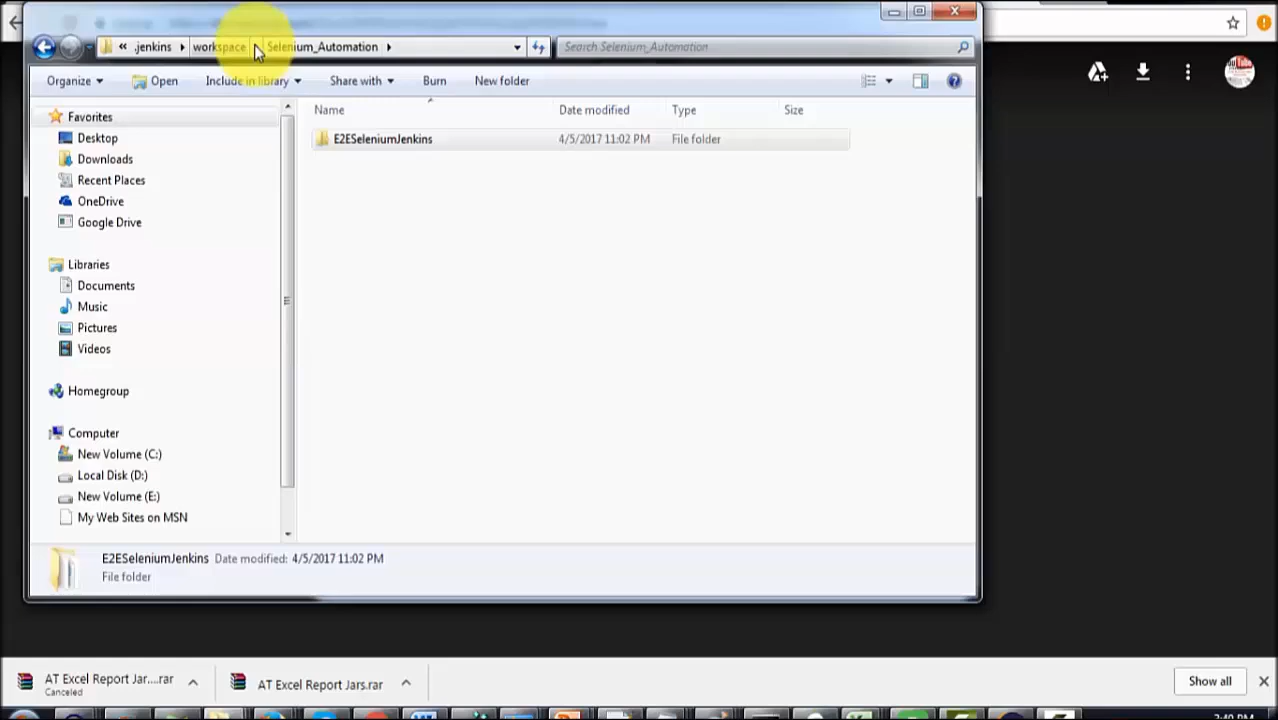 « .jenkins ▸ workspace ▸ Selenium_Automation ▸
Search Selenium_Automation
Organize Open Include in library Share with Burn New folder
Favorites
Desktop
Downloads
Recent Places
OneDrive
Google Drive
Libraries
Documents
Music
Pictures
Videos
Homegroup
Computer
New Volume (C:)
Local Disk (D:)
New Volume (E:)
My Web Sites on MSN
Name Date modified Type Size
E2ESeleniumJenkins 4/5/2017 11:02 PM File folder
E2ESeleniumJenkins Date modified: 4/5/2017 11:02 PM
File folder
AT Excel Report Jar....rar
Canceled
AT Excel Report Jars.rar
Show all